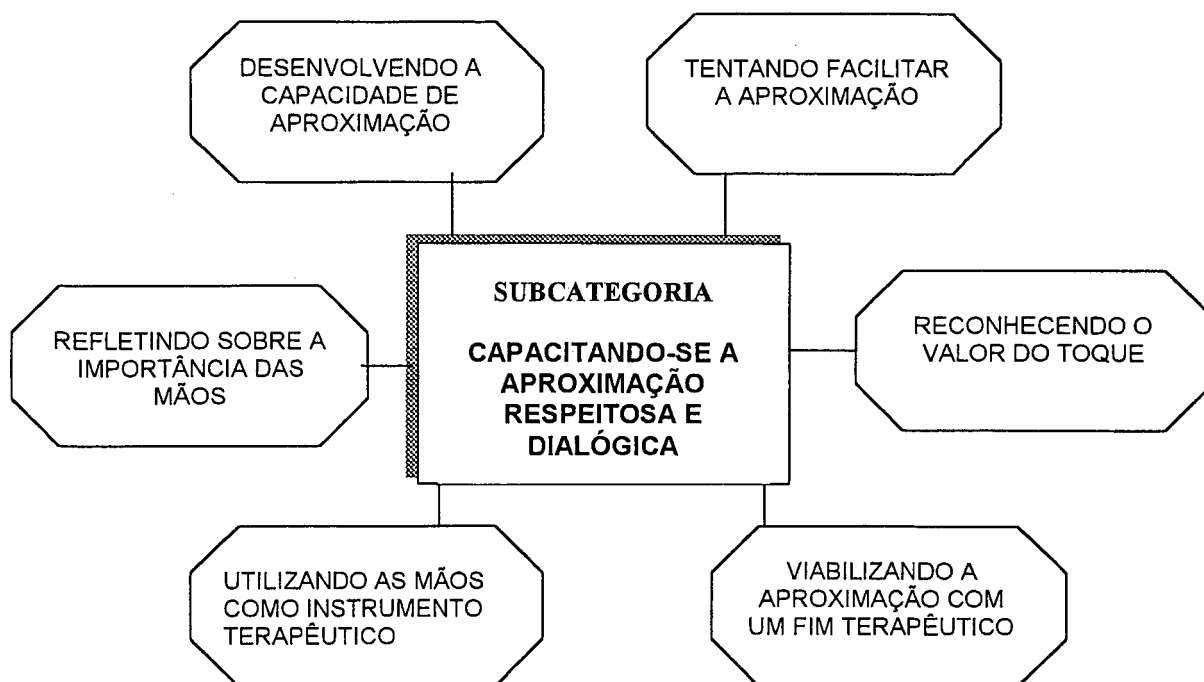 DESENVOLVENDO A
CAPACIDADE DE
APROXIMAÇÃO
TENTANDO FACILITAR
A APROXIMAÇÃO
REFLETINDO SOBRE A
IMPORTÂNCIA DAS
MÃOS
SUBCATEGORIA
CAPACITANDO-SE A
APROXIMAÇÃO
RESPEITOSA E
DIALÓGICA
RECONHECENDO O
VALOR DO TOQUE
UTILIZANDO AS MÃOS
COMO INSTRUMENTO
TERAPÊUTICO
VIABILIZANDO A
APROXIMAÇÃO COM
UM FIM TERAPÊUTICO